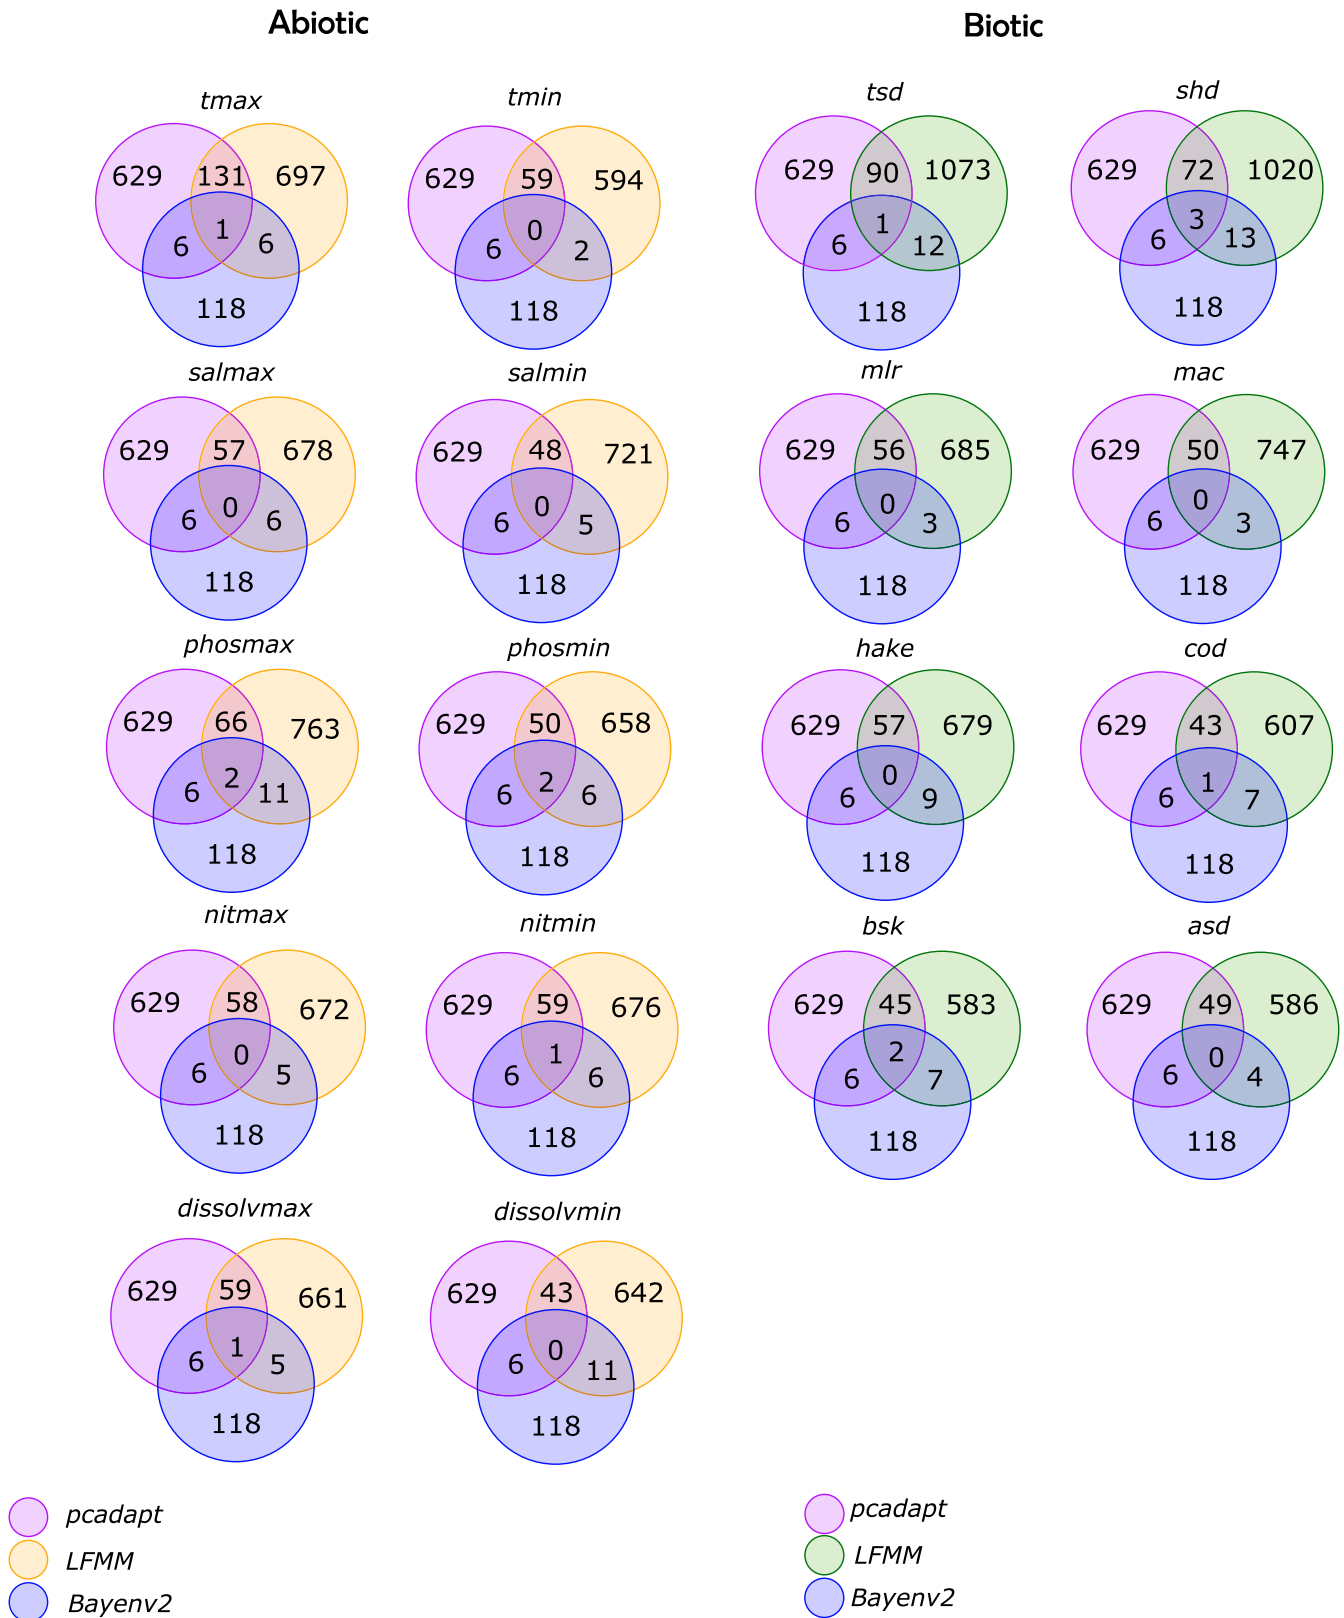 Abiotic
Biotic
tmax
629 131 697
6 1 6
118
tmin
629 59 594
6 0 2
118
tsd
629 90 1073
6 1 12
118
shd
629 72 1020
6 3 13
118
salmax
629 57 678
6 0 6
118
salmin
629 48 721
6 0 5
118
mlr
629 56 685
6 0 3
118
mac
629 50 747
6 0 3
118
phosmax
629 66 763
6 2 11
118
phosmin
629 50 658
6 2 6
118
hake
629 57 679
6 0 9
118
cod
629 43 607
6 1 7
118
nitmax
629 58 672
6 0 5
118
nitmin
629 59 676
6 1 6
118
bsk
629 45 583
6 2 7
118
asd
629 49 586
6 0 4
118
dissolvmax
629 59 661
6 1 5
118
dissolvmin
629 43 642
6 0 11
118
pcadapt
LFMM
Bayenv2
pcadapt
LFMM
Bayenv2